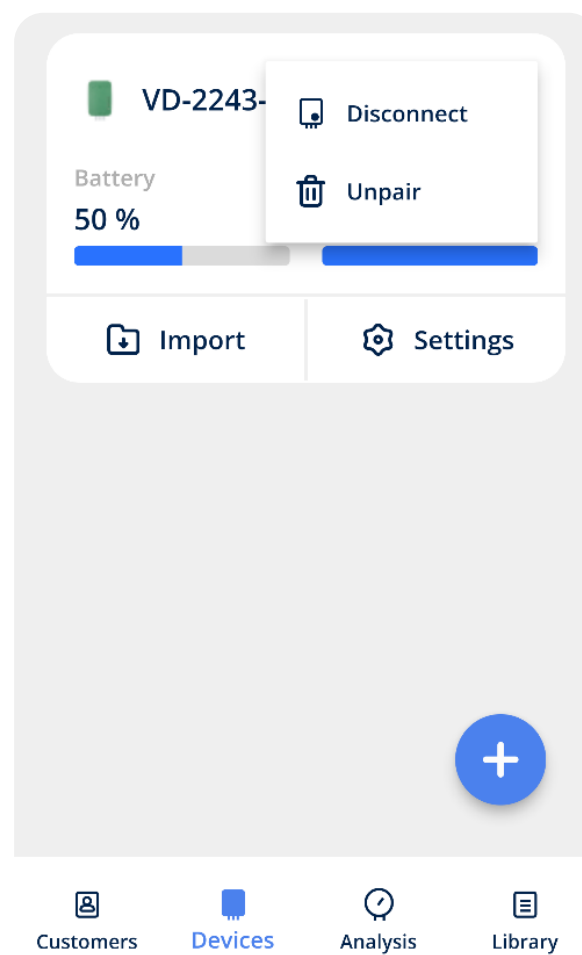 VD-2243-
Disconnect
Unpair
Battery
50 %
Import
Settings
Customers
Devices
Analysis
Library